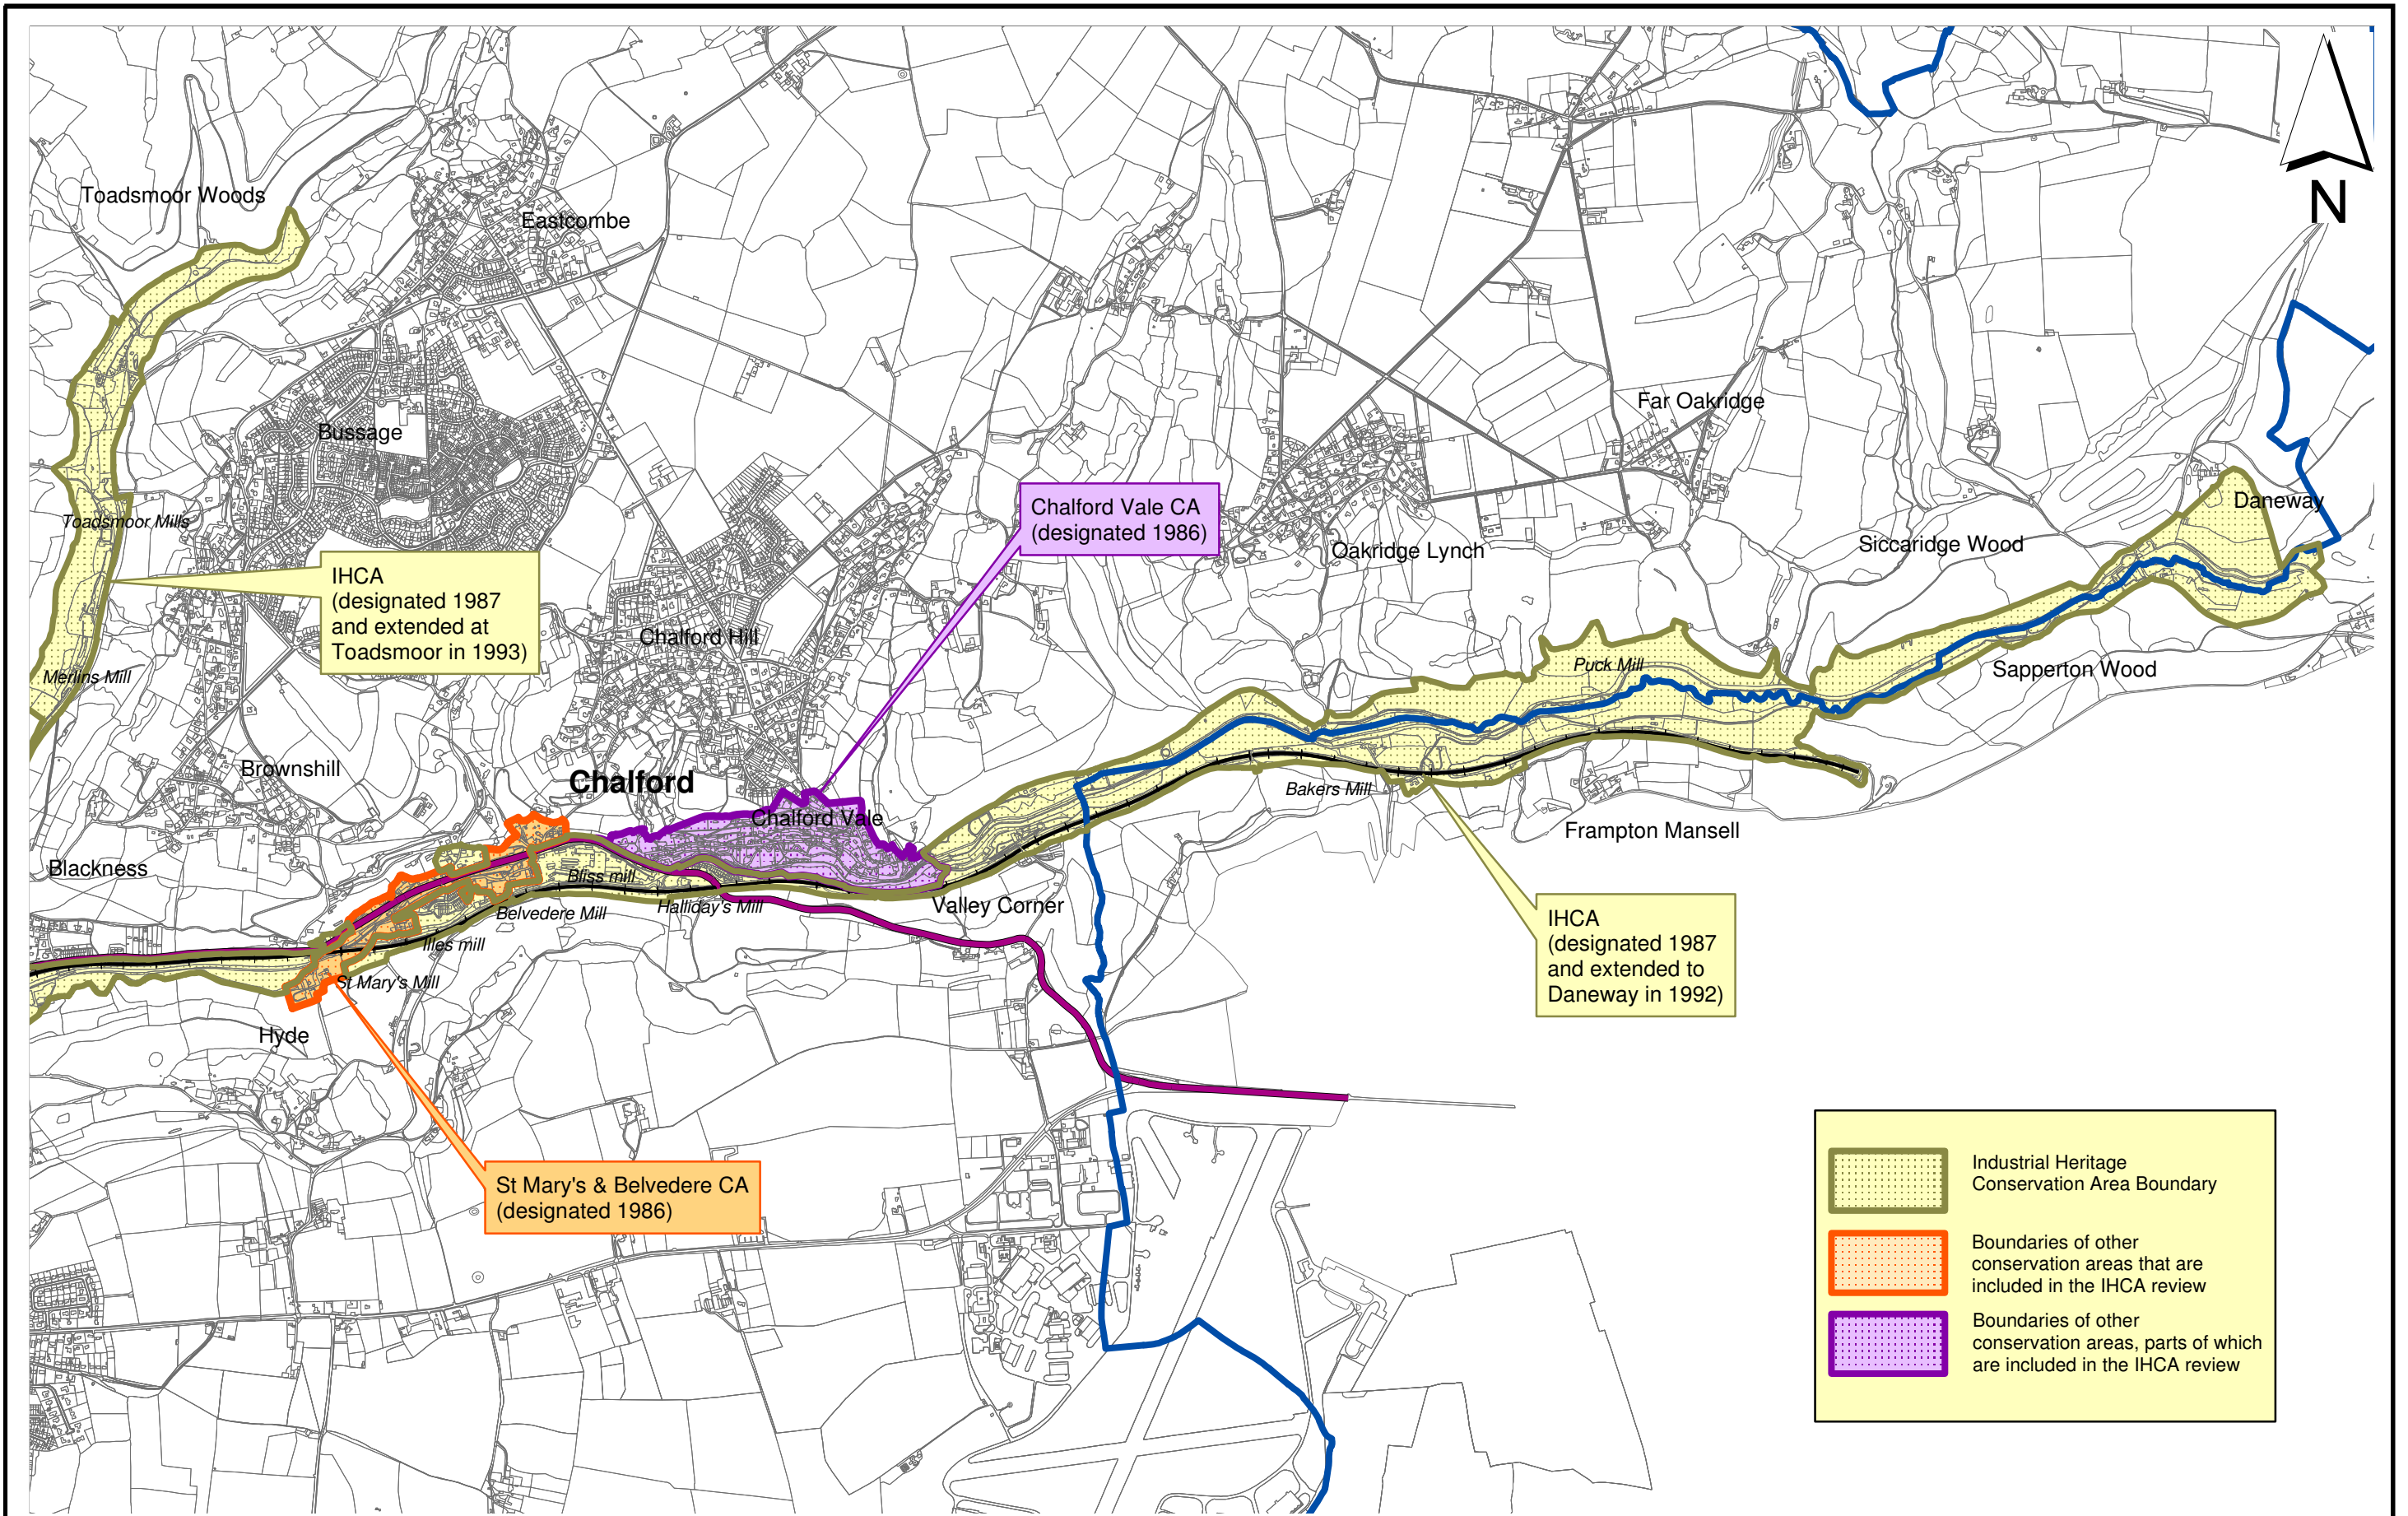 N
Toadsmoor Woods
Eastcombe
Far Oakridge
Bussage
Daneway
Chalford Vale CA
(designated 1986)
Toadsmoor Mills
Siccaridge Wood
Oakridge Lynch
IHCA
(designated 1987
and extended at
Toadsmoor in 1993)
Chalford Hill
Puck Mill
Sapperton Wood
Merlins Mill
Brownshill
Chalford
Bakers Mill
Chalford Vale
Frampton Mansell
Blackness
Bliss mill
Valley Corner
Halliday's Mill
Belvedere Mill
Illes mill
IHCA
(designated 1987
and extended to
Daneway in 1992)
St Mary's Mill
Hyde
St Mary's & Belvedere CA
(designated 1986)
Industrial Heritage
Conservation Area Boundary
Boundaries of other
conservation areas that are
included in the IHCA review
Boundaries of other
conservation areas, parts of which
are included in the IHCA review